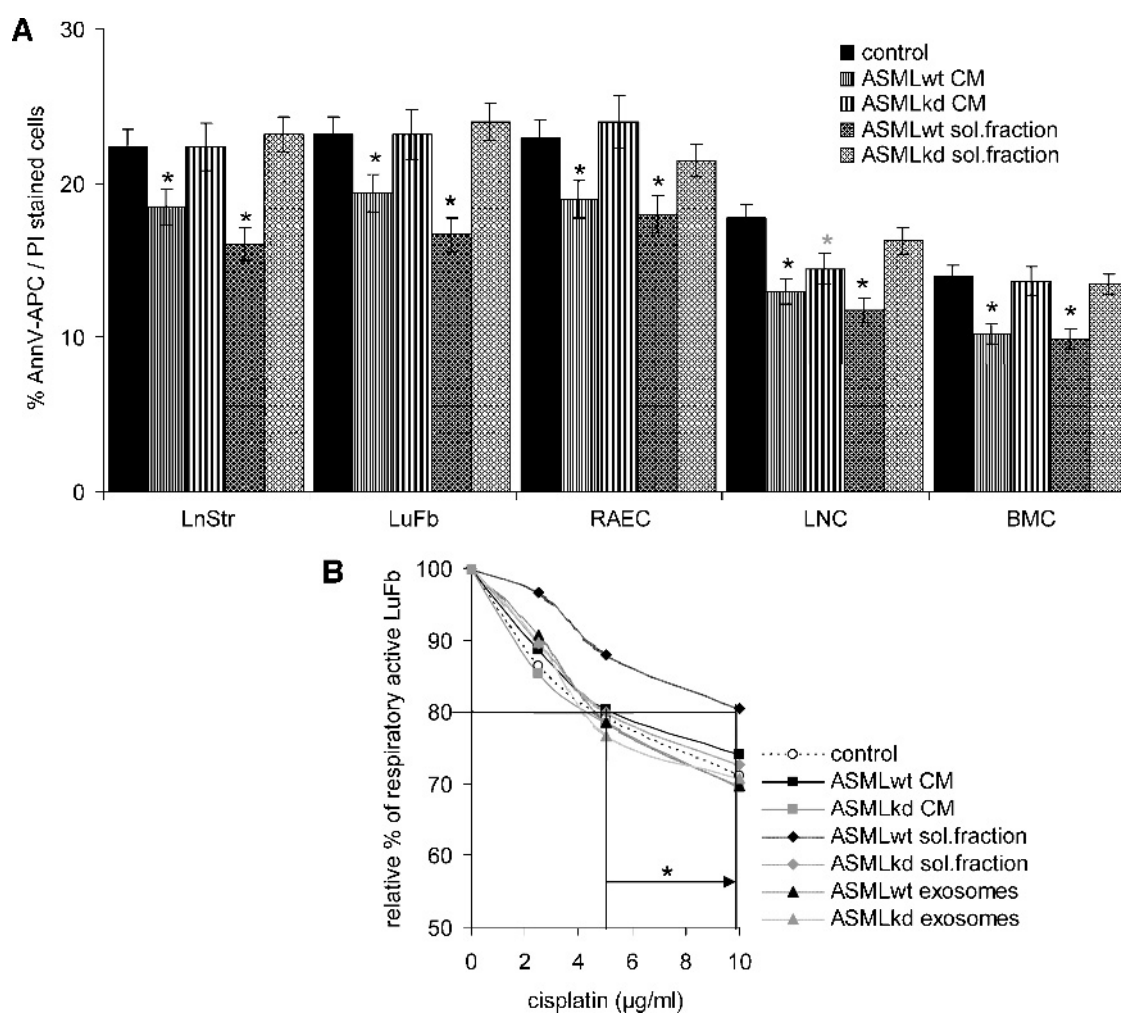 A
30
20
10
0
% AnnV-APC / PI stained cells
control
ASMLwt CM
ASMLkd CM
ASMLwt sol.fraction
ASMLkd sol.fraction
* * * * * * * * * * *
LnStr LuFb RAEC LNC BMC
B
100
90
80
70
60
50
relative % of respiratory active LuFb
*
0 2 4 6 8 10
cisplatin (µg/ml)
control
ASMLwt CM
ASMLkd CM
ASMLwt sol.fraction
ASMLkd sol.fraction
ASMLwt exosomes
ASMLkd exosomes